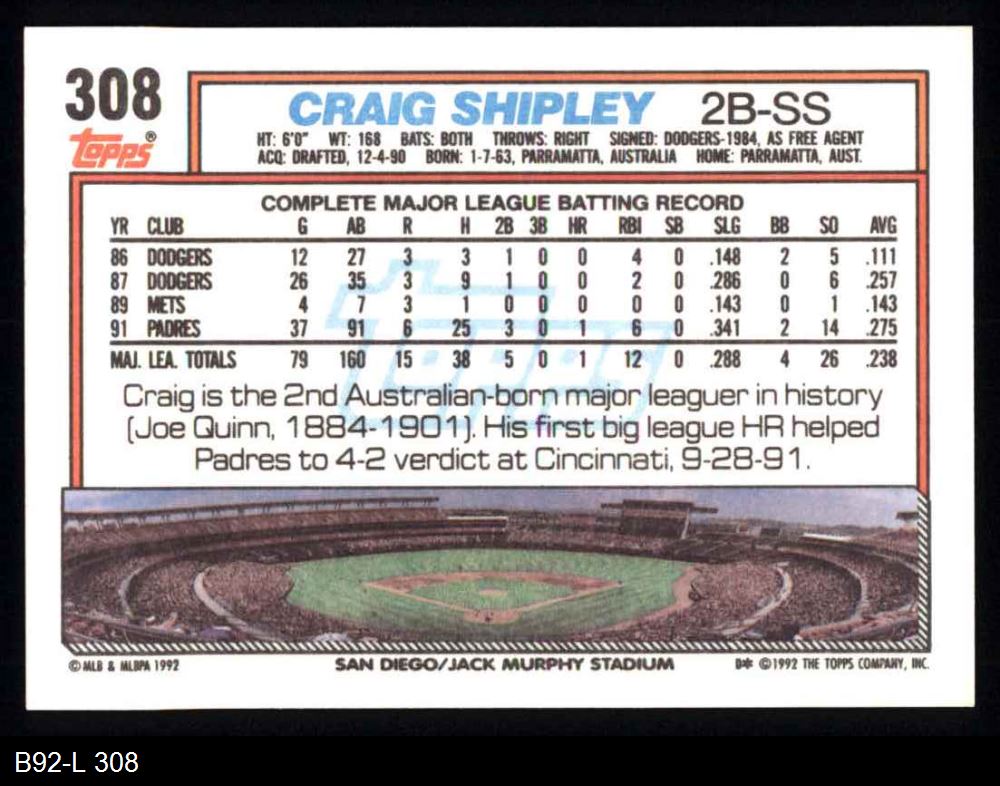 308
Topps®
CRAIG SHIPLEY 2B-SS
HT: 6'0" WT: 168 BATS: BOTH THROWS: RIGHT SIGNED: DODGERS-1984, AS FREE AGENT
ACQ: DRAFTED, 12-4-90 BORN: 1-7-63, PARRAMATTA, AUSTRALIA HOME: PARRAMATTA, AUST.
COMPLETE MAJOR LEAGUE BATTING RECORD
YR CLUB G AB R H 2B 3B HR RBI SB SLG BB SO AVG
86 DODGERS 12 27 3 3 1 0 0 4 0 .148 2 5 .111
87 DODGERS 26 35 3 9 1 0 0 2 0 .286 0 6 .257
89 METS 4 7 3 1 0 0 0 0 0 .143 0 1 .143
91 PADRES 37 91 6 25 3 0 1 6 0 .341 2 14 .275
MAJ. LEA. TOTALS 79 160 15 38 5 0 1 12 0 .288 4 26 .238
Topps
Craig is the 2nd Australian-born major leaguer in history
(Joe Quinn, 1884-1901). His first big league HR helped
Padres to 4-2 verdict at Cincinnati, 9-28-91.
© MLB & MLBPA 1992 SAN DIEGO/JACK MURPHY STADIUM D* © 1992 THE TOPPS COMPANY, INC.
B92-L 308